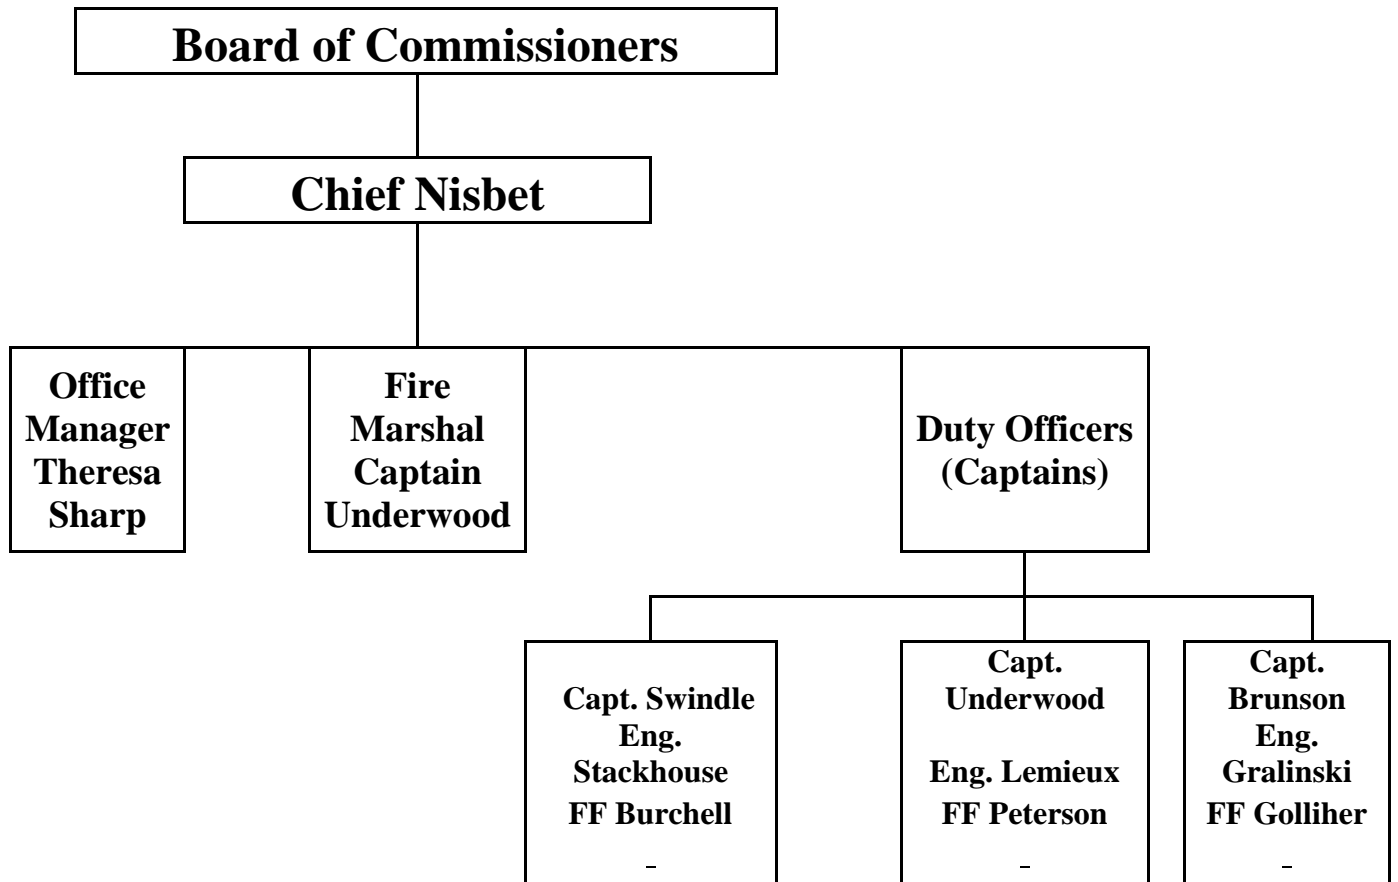 Board of Commissioners
Chief Nisbet
Office
Manager
Theresa
Sharp
Fire
Marshal
Captain
Underwood
Duty Officers
(Captains)
Capt. Swindle
Eng.
Stackhouse
FF Burchell
-
Capt.
Underwood
Eng. Lemieux
FF Peterson
-
Capt.
Brunson
Eng.
Gralinski
FF Golliher
-